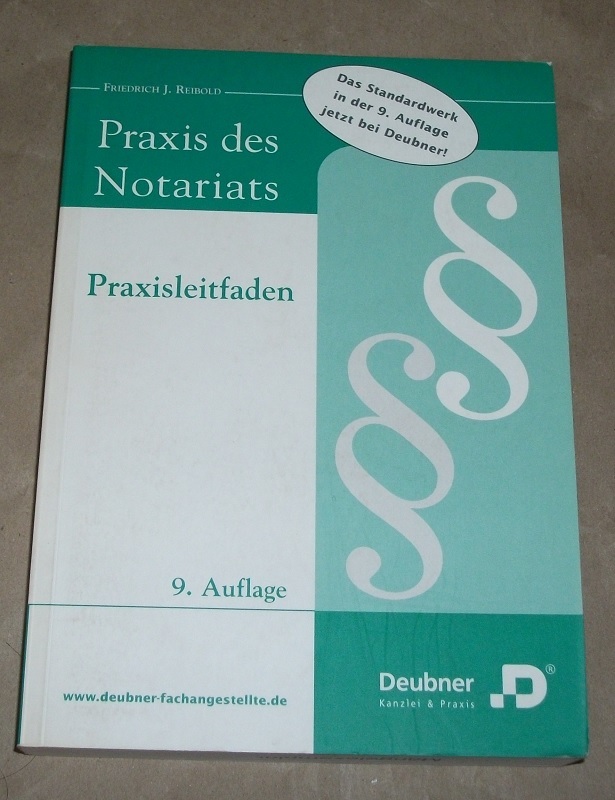 Friedrich J. Reibold
Das Standardwerk
in der 9. Auflage
jetzt bei Deubner!
Praxis des
Notariats
Praxisleitfaden
§
§
9. Auflage
www.deubner-fachangestellte.de
Deubner
Kanzlei & Praxis
D®